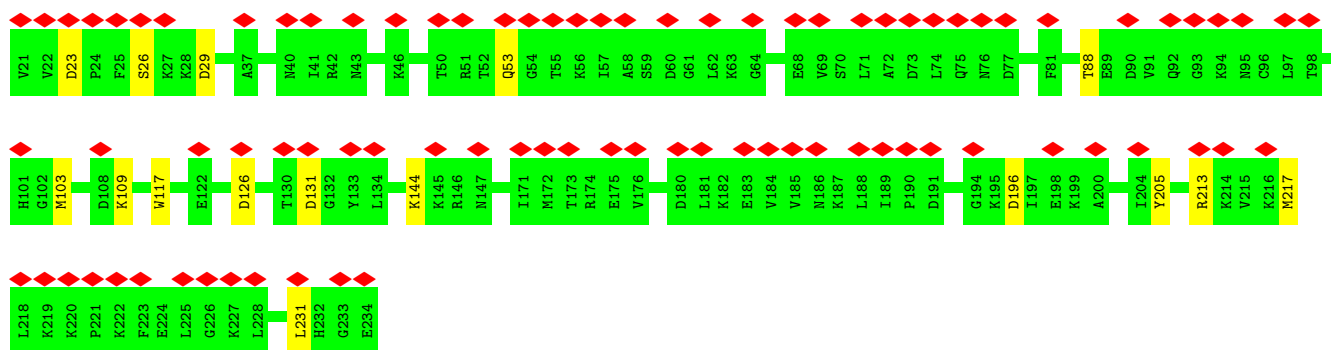 V21 V22 D23 P24 F25 S26 K27 K28 D29 A37 N40 I41 R42 N43 K46 T50 R51 T52 Q53 G54 T55 K56 I57 A58 S59 D60 G61 L62 K63 G64 E68 V69 S70 L71 A72 D73 L74 Q75 N76 D77 F81 T88 E89 D90 V91 Q92 G93 K94 N95 C96 L97 T98
H101 G102 M103 D108 K109 W117 E122 D126 T130 D131 G132 Y133 L134 K144 K145 R146 N147 I171 M172 T173 R174 E175 V176 D180 L181 K182 E183 V184 V185 N186 K187 L188 I189 P190 D191 G194 K195 D196 I197 E198 K199 A200 I204 Y205 R213 K214 V215 K216 M217
L218 K219 K220 P221 K222 F223 E224 L225 G226 K227 L228 L231 H232 G233 E234